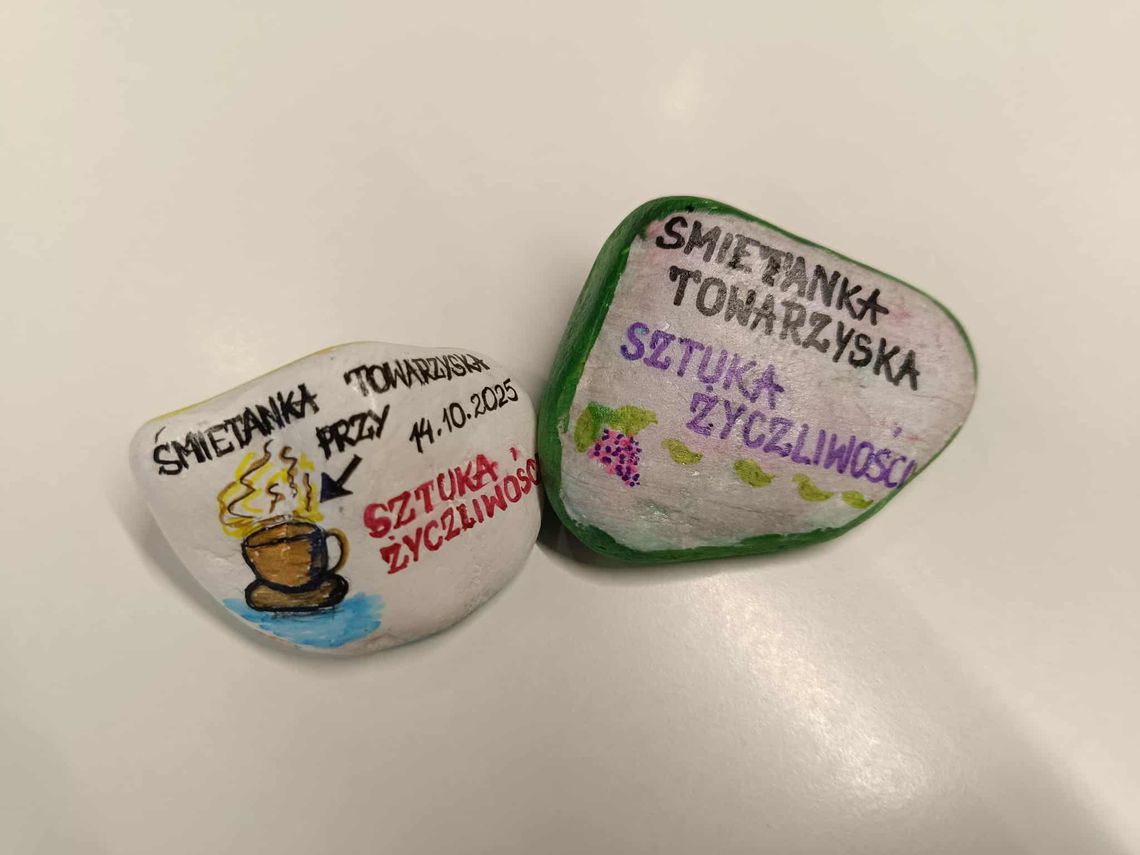 ŚMIETANKA TOWARZYSKA
PRZY 14.10.2025
SZTUKA
ŻYCZLIWOŚCI
ŚMIETANKA
TOWARZYSKA
SZTUKA
ŻYCZLIWOŚCI